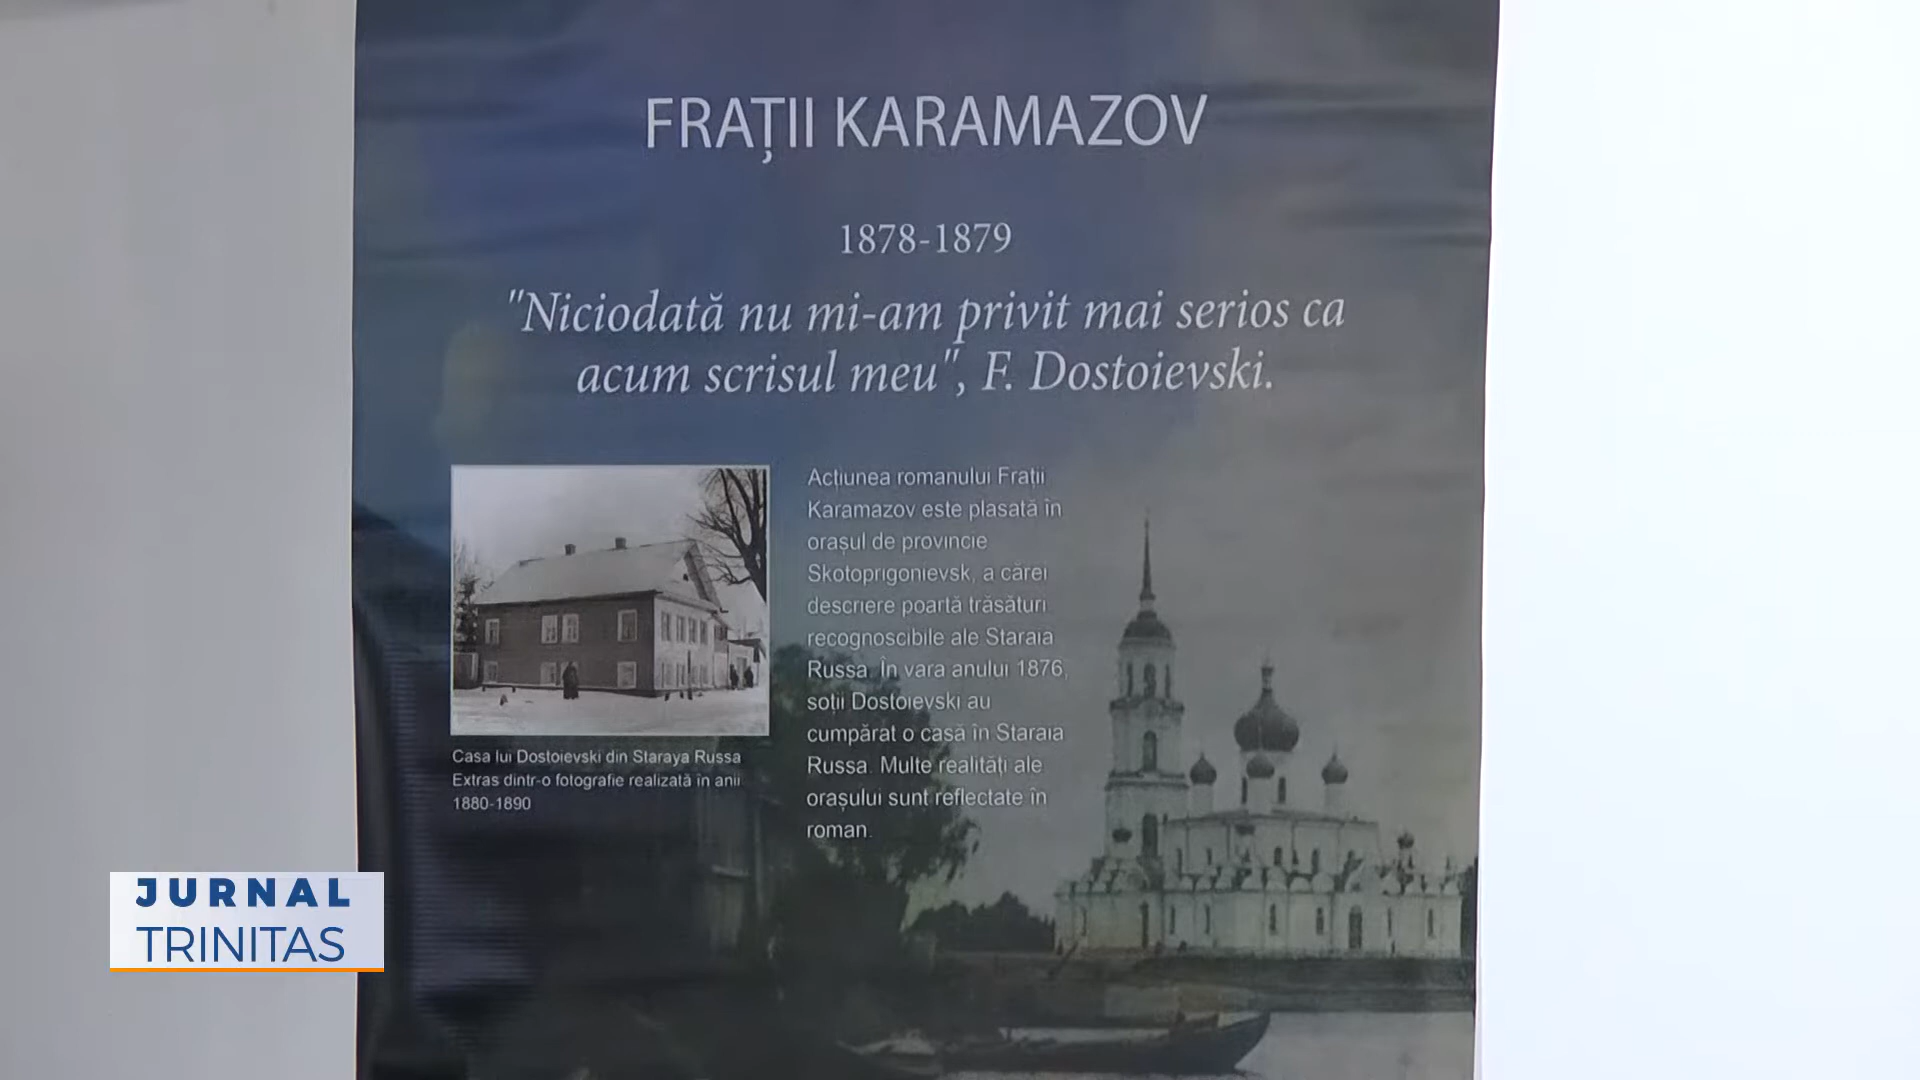 FRAȚII KARAMAZOV
1878-1879
"Niciodată nu mi-am privit mai serios ca
acum scrisul meu", F. Dostoievski.
Acțiunea romanului Frații
Karamazov este plasată în
orașul de provincie
Skotoprigonievsk, a cărei
descriere poartă trăsături
recognoscibile ale Staraia
Russa. În vara anului 1876,
soții Dostoievski au
cumpărat o casă în Staraia
Russa. Multe realități ale
orașului sunt reflectate în
roman.
Casa lui Dostoievski din Staraya Russa
Extras dintr-o fotografie realizată în anii
1880-1890
JURNAL
TRINITAS